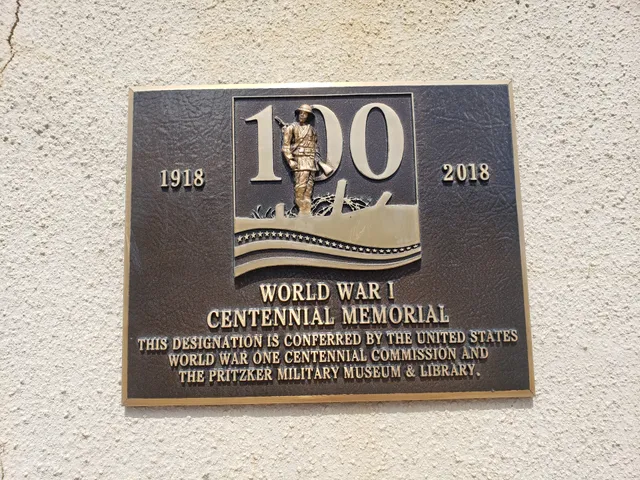 100
1918
2018
WORLD WAR I
CENTENNIAL MEMORIAL
THIS DESIGNATION IS CONFERRED BY THE UNITED STATES
WORLD WAR ONE CENTENNIAL COMMISSION AND
THE PRITZKER MILITARY MUSEUM & LIBRARY.